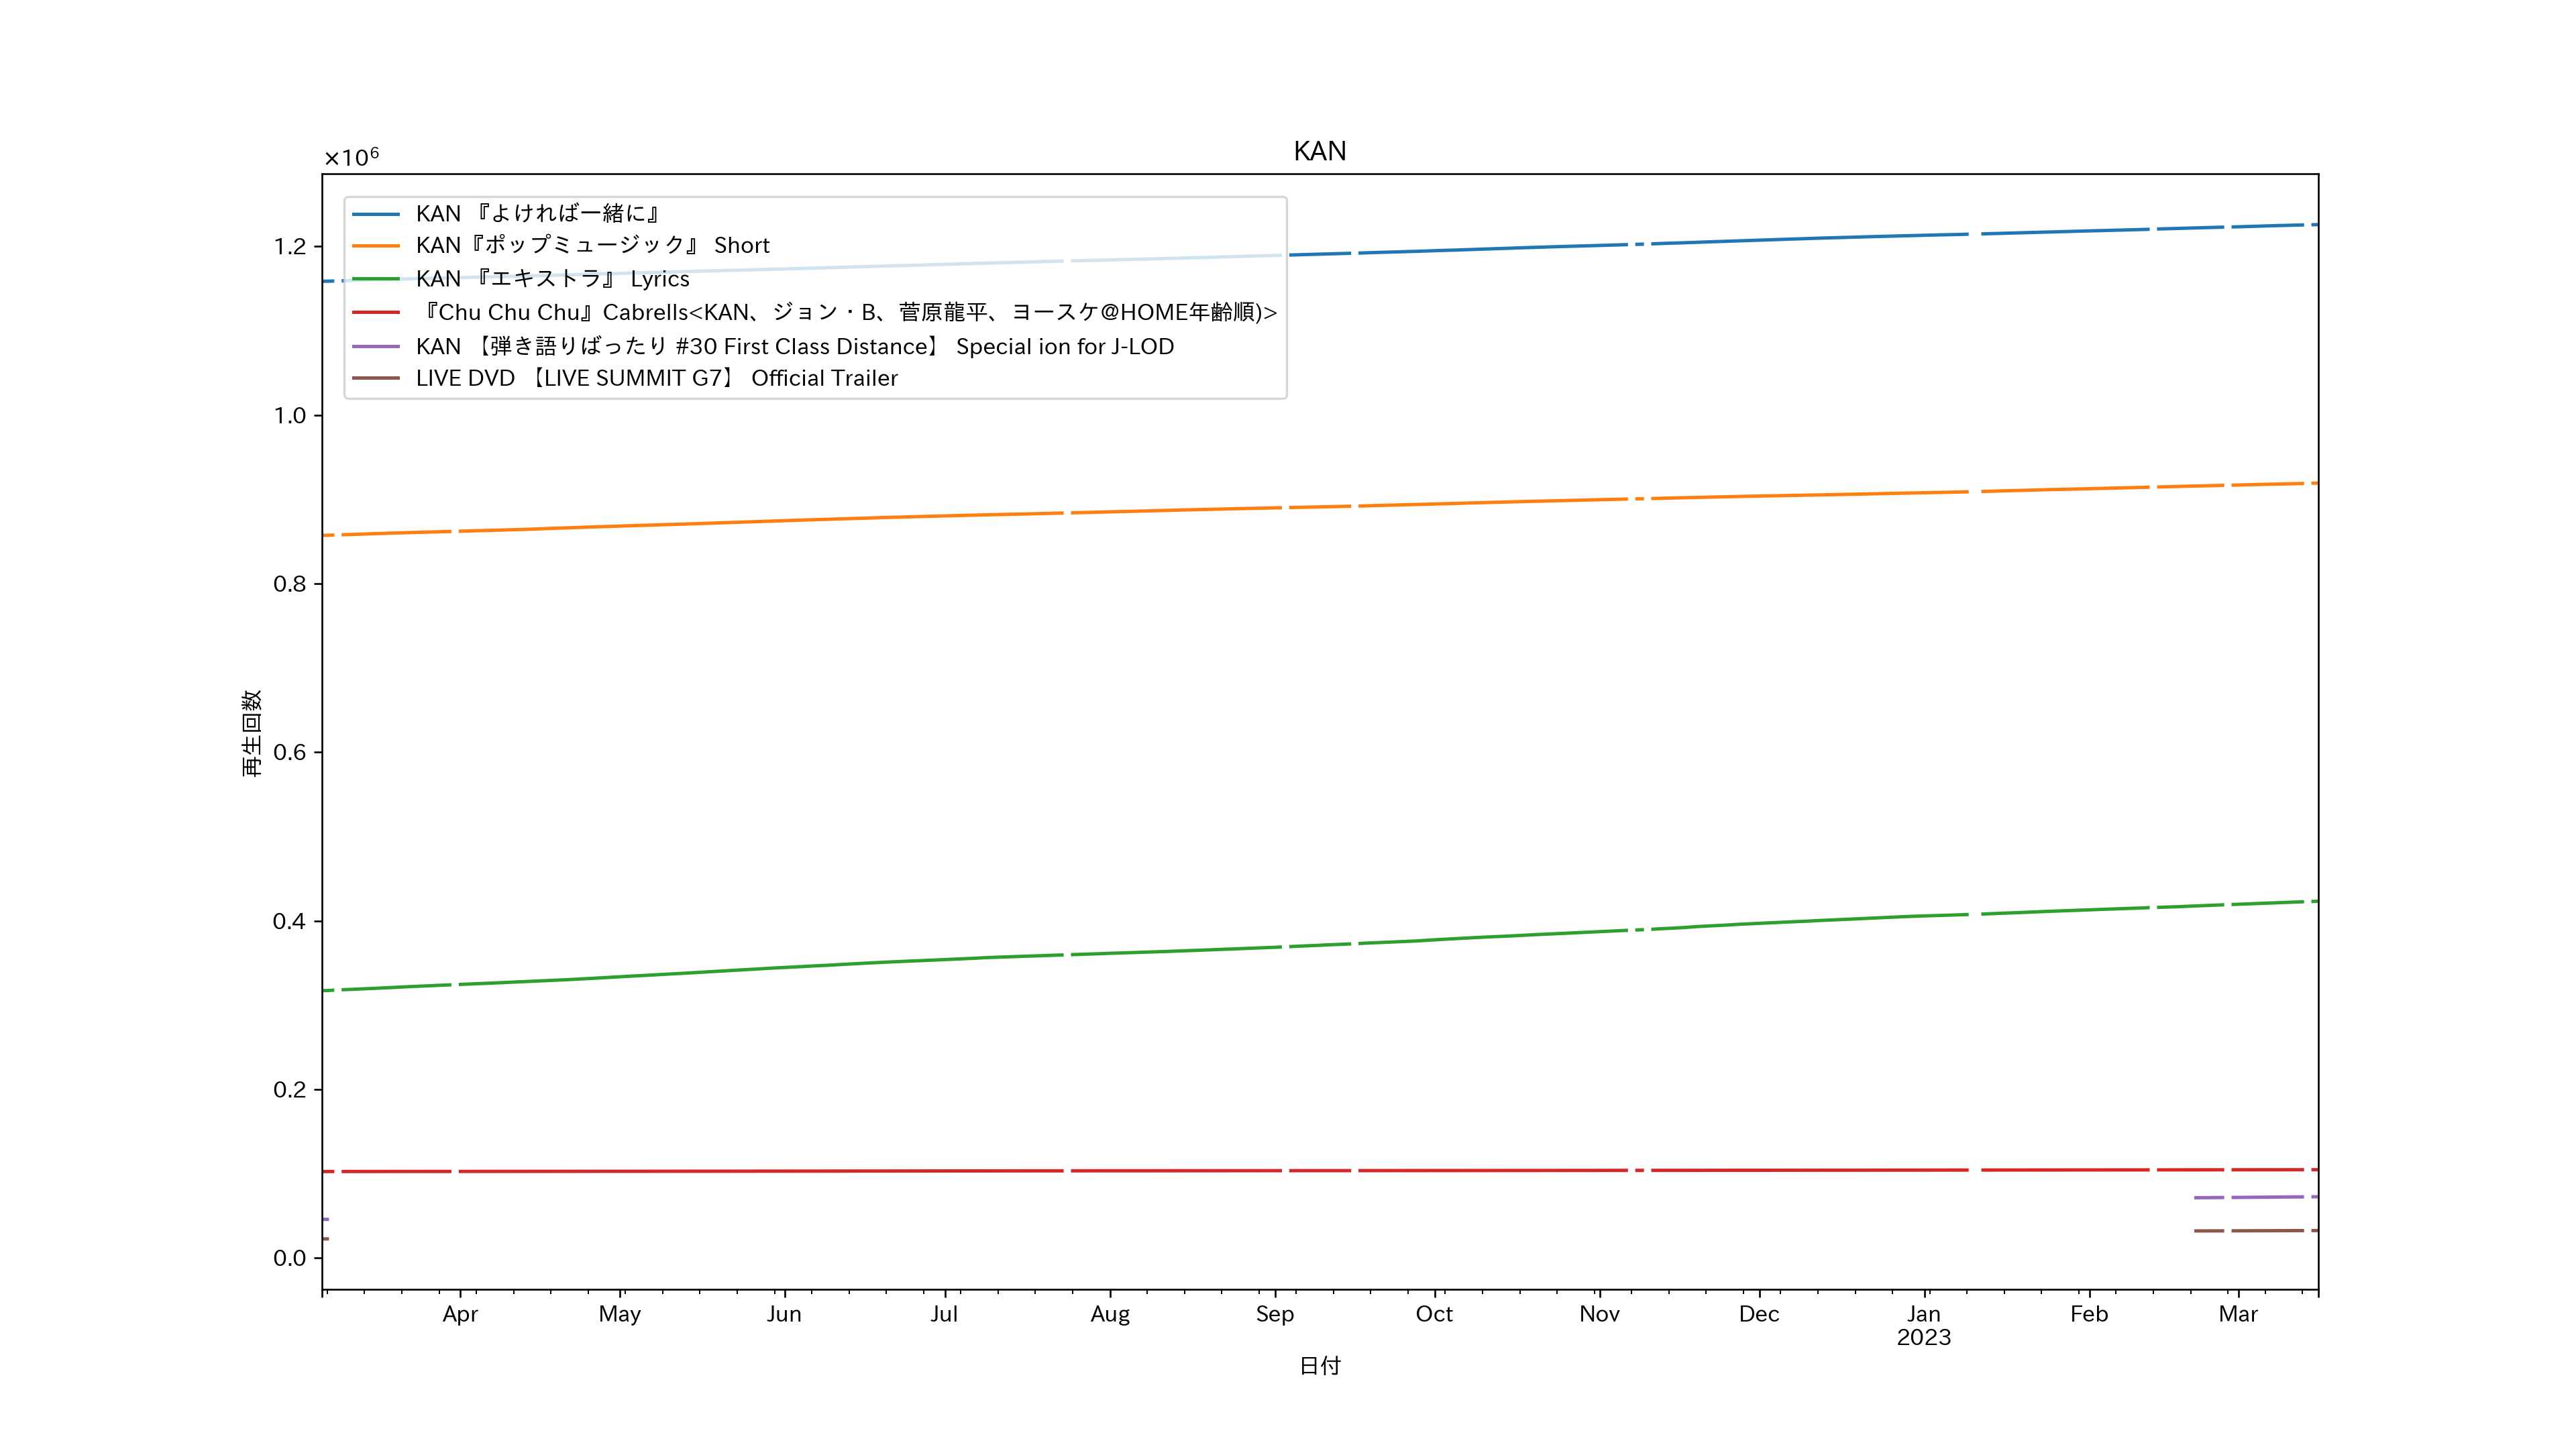 KAN
×10⁶
KAN 『よければ一緒に』
KAN『ポップミュージック』 Short
KAN 『エキストラ』 Lyrics
『Chu Chu Chu』Cabrells<KAN、ジョン・B、菅原龍平、ヨースケ@HOME年齢順)>
KAN 【弾き語りばったり #30 First Class Distance】 Special ion for J-LOD
LIVE DVD 【LIVE SUMMIT G7】 Official Trailer
1.2
1.0
0.8
0.6
0.4
0.2
0.0
再生回数
Apr May Jun Jul Aug Sep Oct Nov Dec Jan Feb Mar
2023
日付